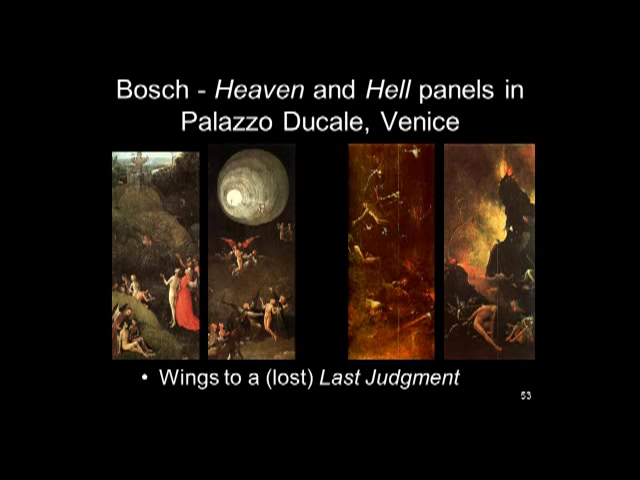 Bosch - Heaven and Hell panels in
Palazzo Ducale, Venice
• Wings to a (lost) Last Judgment
53